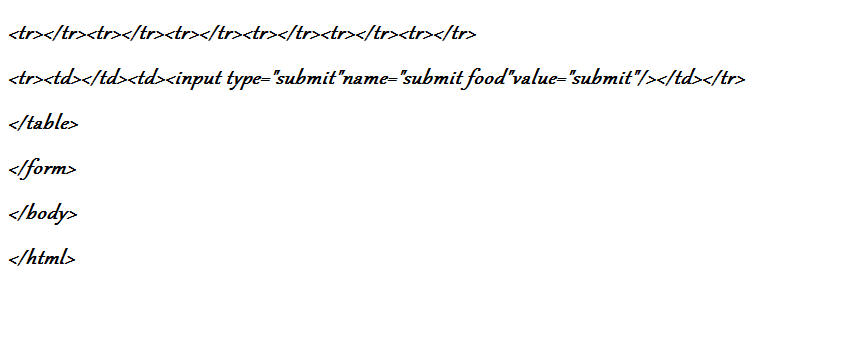 <tr></tr><tr></tr><tr></tr><tr></tr><tr></tr><tr></tr>
<tr><td></td><td><input type="submit"name="submit food"value="submit"/></td></tr>
</table>
</form>
</body>
</html>